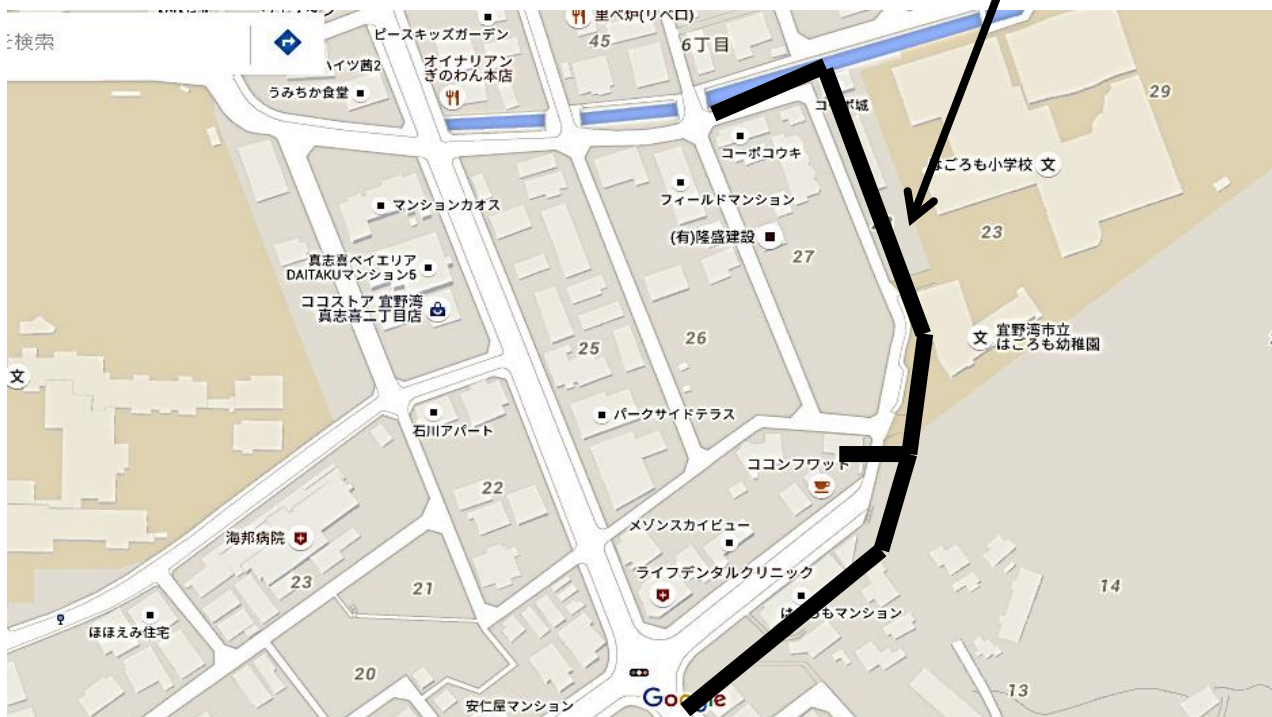 を検索
ピースキッズガーデン
45
6丁目
ハイツ茜2
オイナリアン
ぎのわん本店
うみちか食堂
29
コーポコウキ
はごろも小学校
文
マンションカオス
フィールドマンション
(有)隆盛建設
23
27
真志喜ベイエリア
DAITAKUマンション5
ココストア 宜野湾
真志喜二丁目店
宜野湾市立
はごろも幼稚園
文
26
25
文
パークサイドテラス
石川アパート
ココンフワット
22
メゾンスカイビュー
海邦病院
ライフデンタルクリニック
23
21
14
ほほえみ住宅
20
13
Google
安仁屋マンション